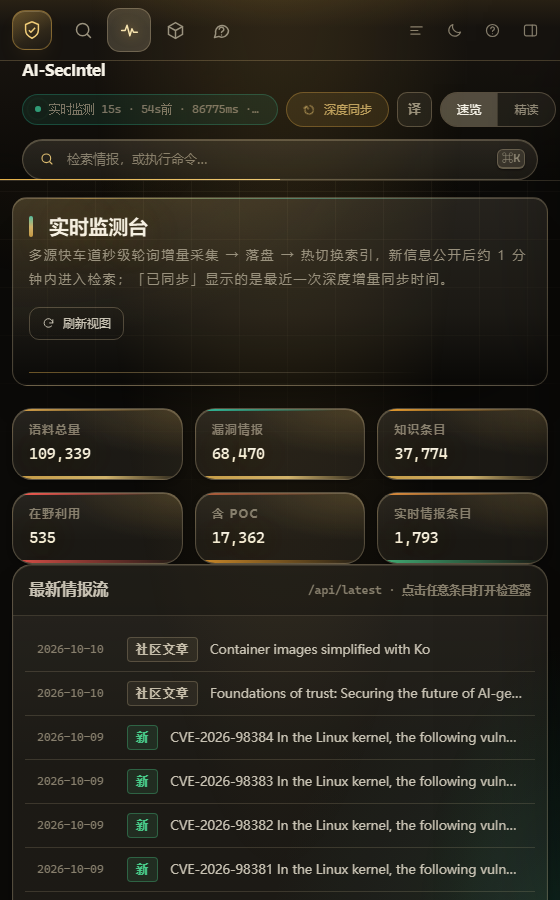 AI-SecIntel
实时监测 15s · 54s前 · 86775ms ·…
深度同步
译
速览
精读
检索情报，或执行命令...
⌘K
实时监测台
多源快车道秒级轮询增量采集 → 落盘 → 热切换索引，新信息公开后约 1 分
钟内进入检索；「已同步」显示的是最近一次深度增量同步时间。
刷新视图
语料总量
109,339
漏洞情报
68,470
知识条目
37,774
在野利用
535
含 POC
17,362
实时情报条目
1,793
最新情报流
/api/latest · 点击任意条目打开检查器
2026-10-10 社区文章 Container images simplified with Ko
2026-10-10 社区文章 Foundations of trust: Securing the future of AI-ge...
2026-10-09 新 CVE-2026-98384 In the Linux kernel, the following vuln...
2026-10-09 新 CVE-2026-98383 In the Linux kernel, the following vuln...
2026-10-09 新 CVE-2026-98382 In the Linux kernel, the following vuln...
2026-10-09 新 CVE-2026-98381 In the Linux kernel, the following vuln...